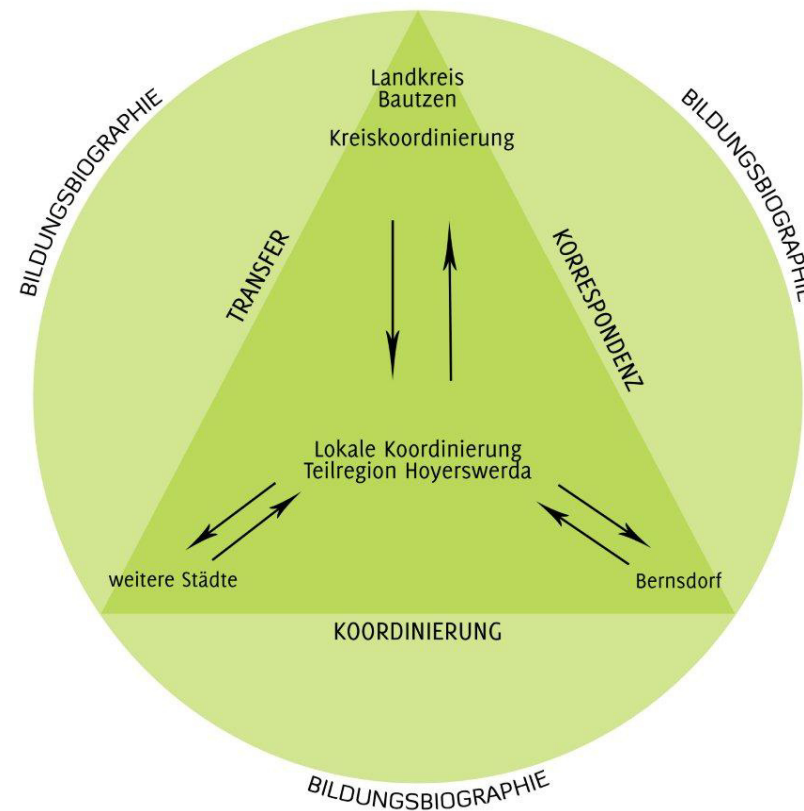 BILDUNGSBIOGRAPHIE
BILDUNGSBIOGRAPHIE
Landkreis
Bautzen
Kreiskoordinierung
TRANSFER
KORRESPONDENZ
Lokale Koordinierung
Teilregion Hoyerswerda
weitere Städte
Bernsdorf
KOORDINIERUNG
BILDUNGSBIOGRAPHIE